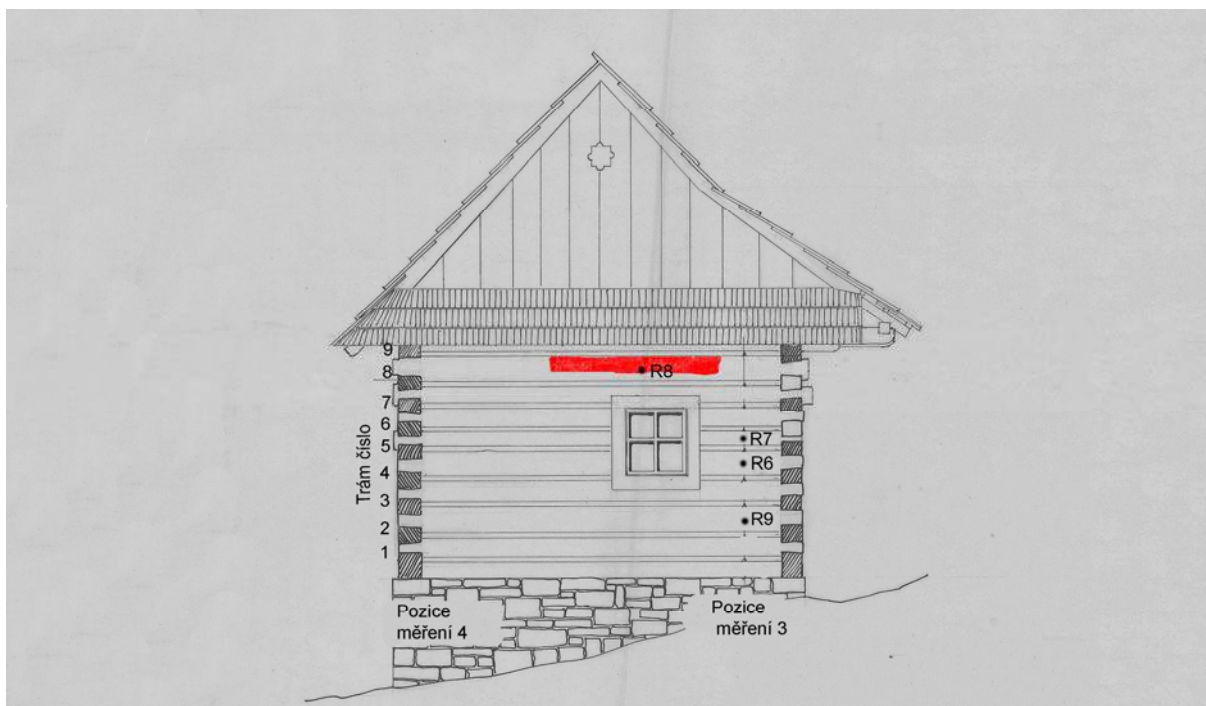 9
8
R8
7
6
R7
5
R6
4
3
R9
2
1
Trám číslo
Pozice
měření 4
Pozice
měření 3